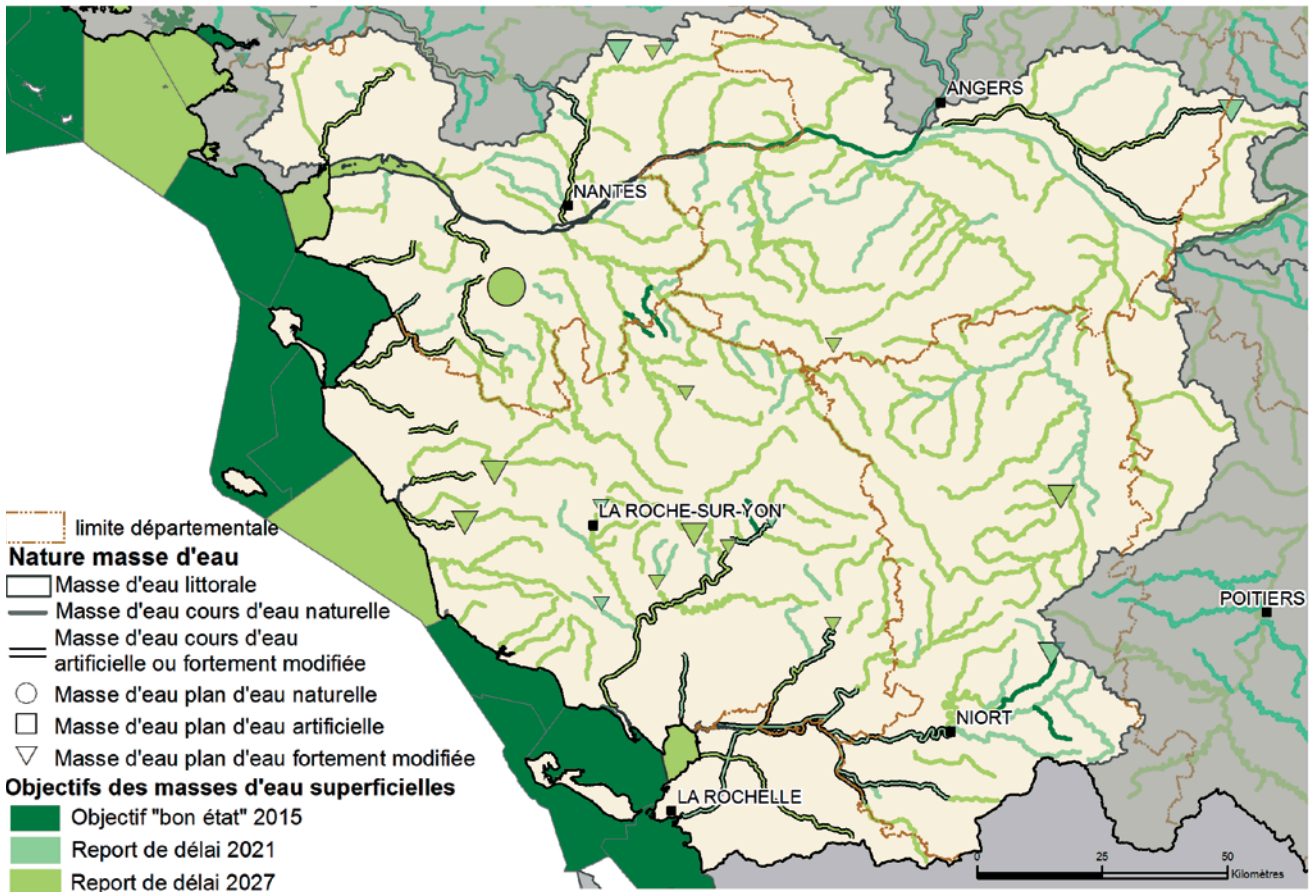 ANGERS
NANTES
LA ROCHE-SUR-YON
POITIERS
NIORT
LA ROCHELLE
limite départementale
Nature masse d'eau
Masse d'eau littorale
Masse d'eau cours d'eau naturelle
Masse d'eau cours d'eau
artificielle ou fortement modifiée
Masse d'eau plan d'eau naturelle
Masse d'eau plan d'eau artificielle
Masse d'eau plan d'eau fortement modifiée
Objectifs des masses d'eau superficielles
Objectif "bon état" 2015
Report de délai 2021
Report de délai 2027
0 25 50
Kilomètres